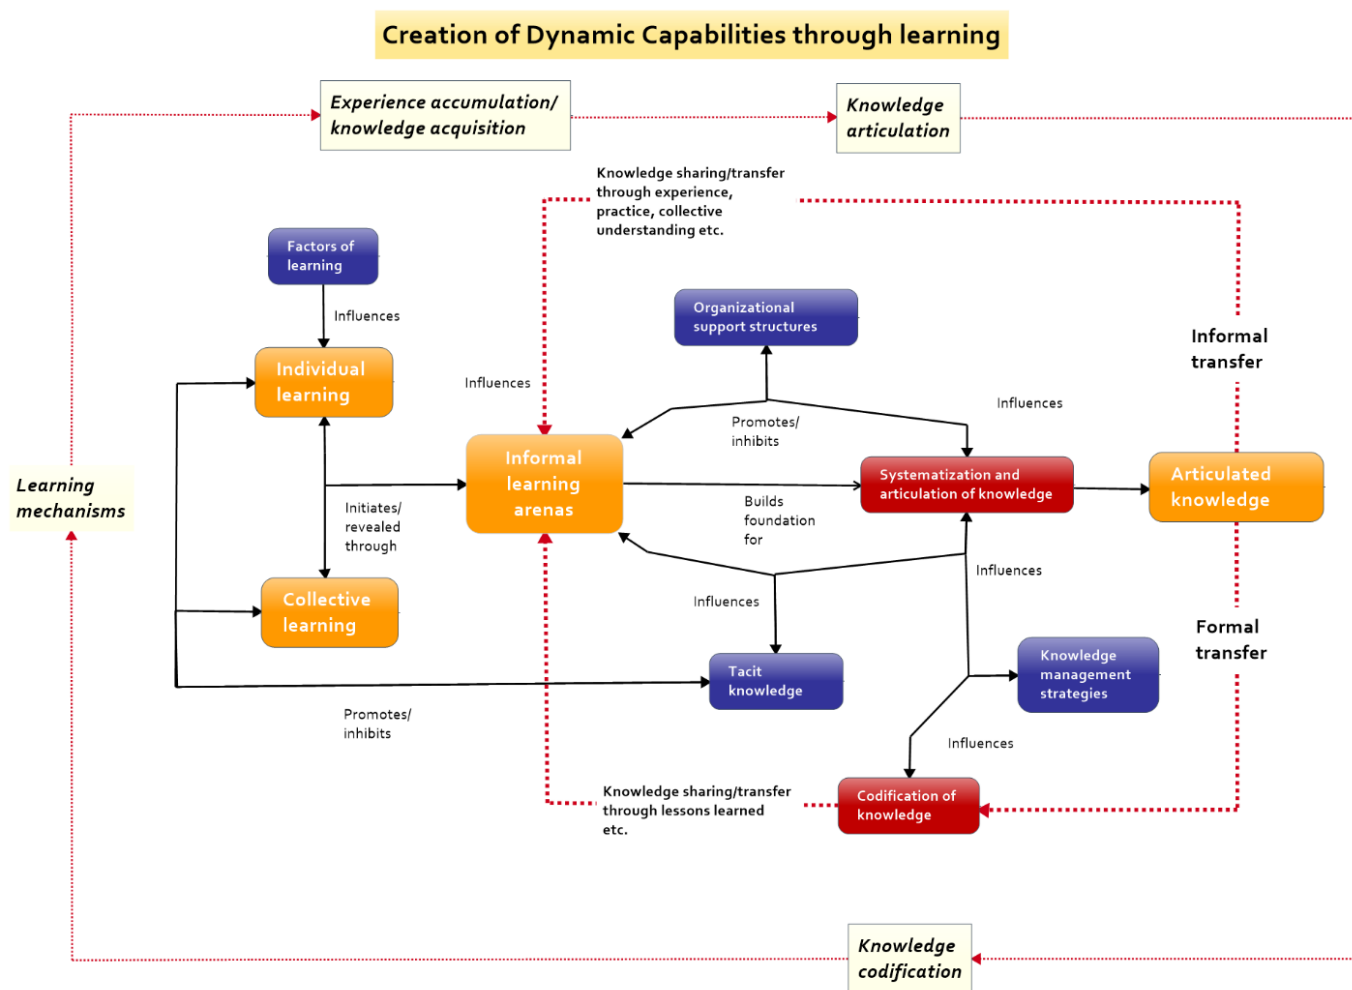 Creation of Dynamic Capabilities through learning
Experience accumulation/
knowledge acquisition
Knowledge
articulation
Knowledge sharing/transfer
through experience,
practice, collective
understanding etc.
Factors of
learning
Influences
Organizational
support structures
Informal
transfer
Individual
learning
Influences
Promotes/
inhibits
Influences
Learning
mechanisms
Informal
learning
arenas
Systematization and
articulation of knowledge
Articulated
knowledge
Initiates/
revealed
through
Builds
foundation
for
Collective
learning
Influences
Influences
Formal
transfer
Tacit
knowledge
Knowledge
management
strategies
Promotes/
inhibits
Influences
Knowledge sharing/transfer
through lessons learned
etc.
Codification of
knowledge
Knowledge
codification